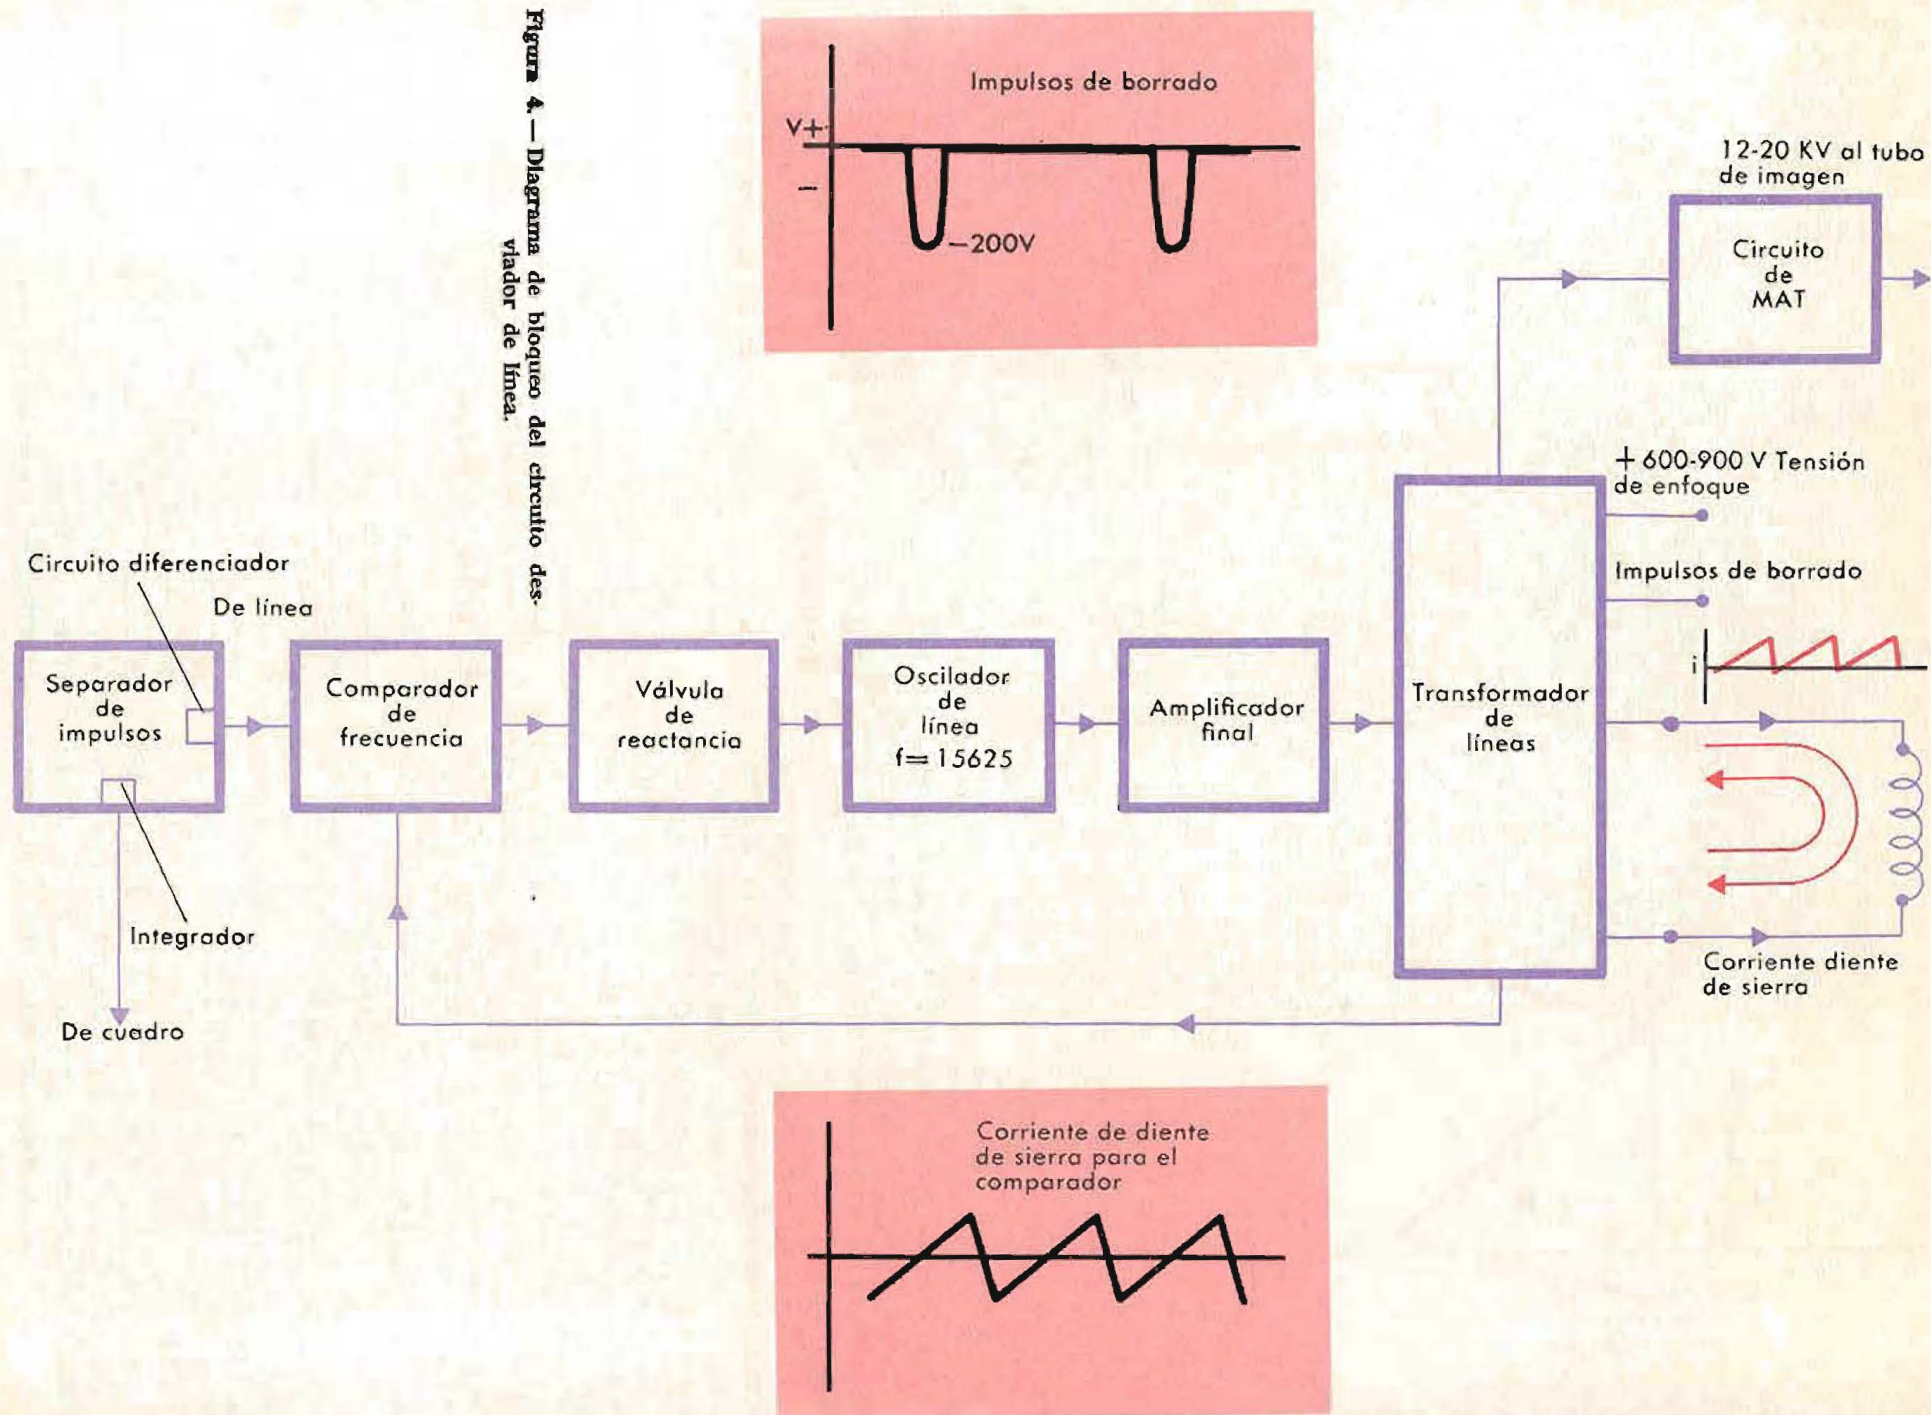 Figura 4. — Diagrama de bloqueo del circuito des-
viador de línea.
Impulsos de borrado
V+
—
—200V
12-20 KV al tubo
de imagen
Circuito
de
MAT
+ 600-900 V Tensión
de enfoque
Impulsos de borrado
i
Circuito diferenciador
De línea
Separador
de
impulsos
Comparador
de
frecuencia
Válvula
de
reactancia
Oscilador
de
línea
f= 15625
Amplificador
final
Transformador
de
líneas
Integrador
De cuadro
Corriente diente
de sierra
Corriente de diente
de sierra para el
comparador